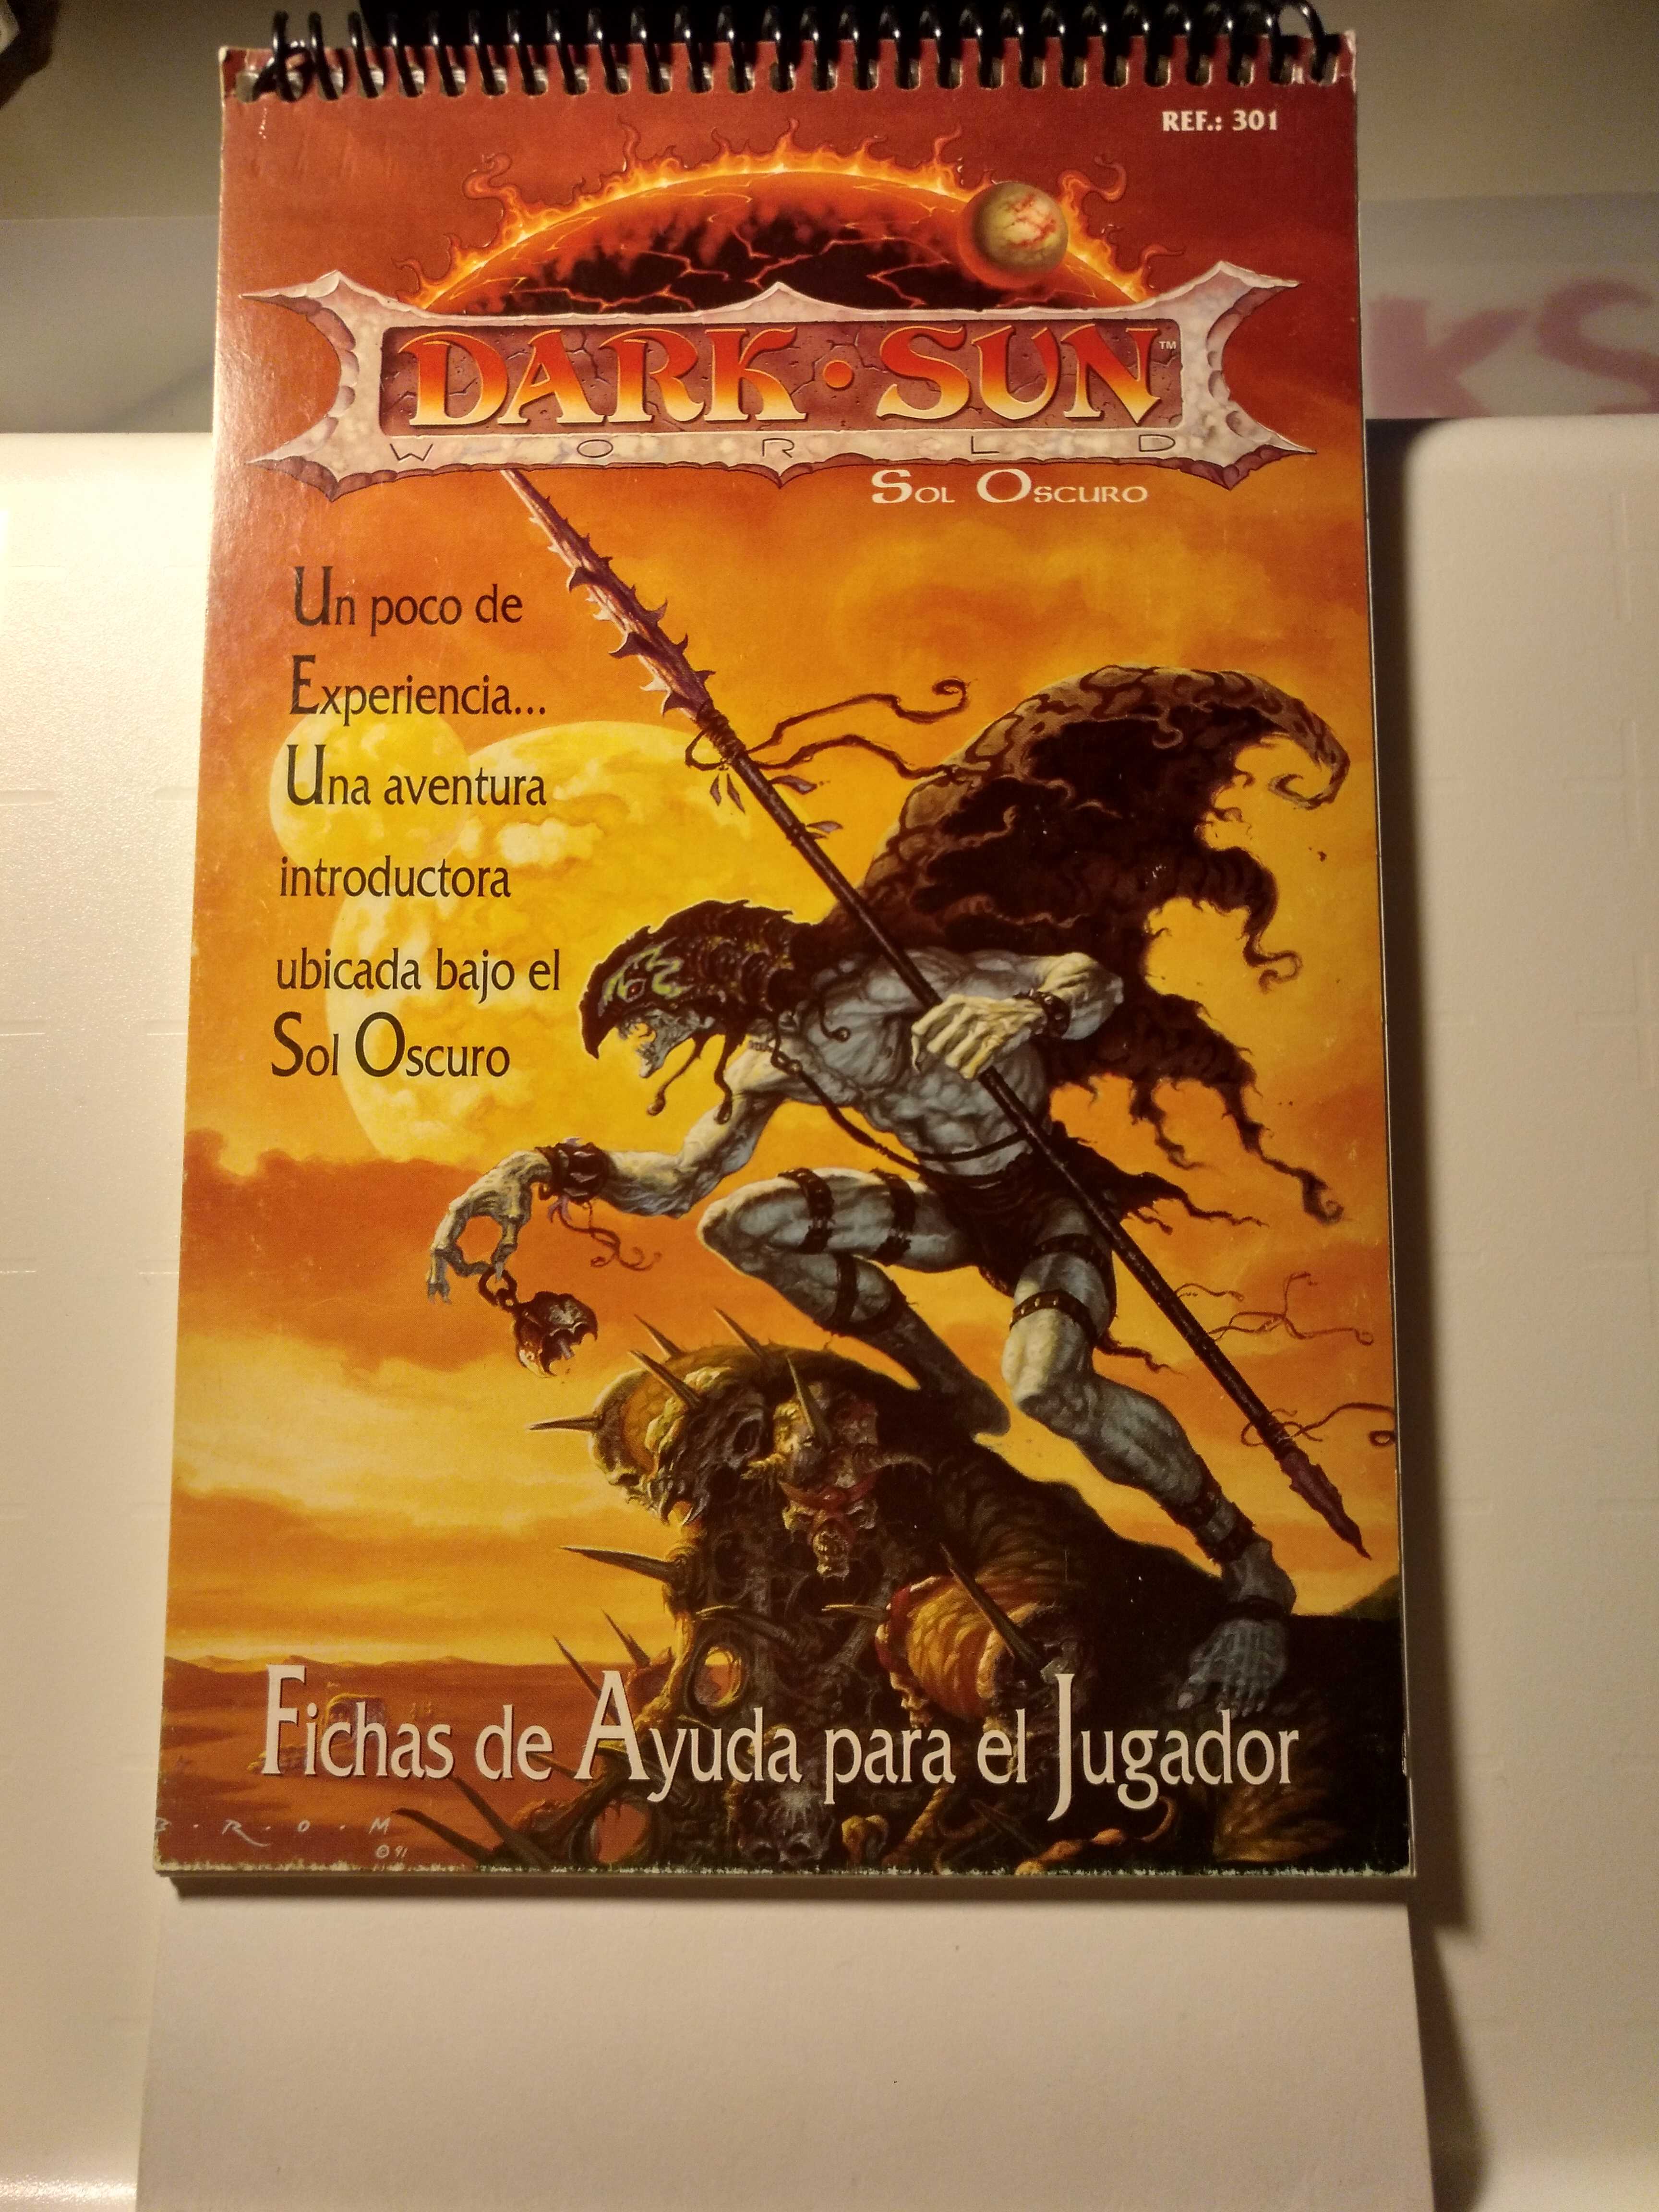 REF.: 301
DARK • SUN™
WORLD
SOL OSCURO
Un poco de
Experiencia...
Una aventura
introductora
ubicada bajo el
Sol Oscuro
Fichas de Ayuda para el Jugador
B·R·O·M
© 91